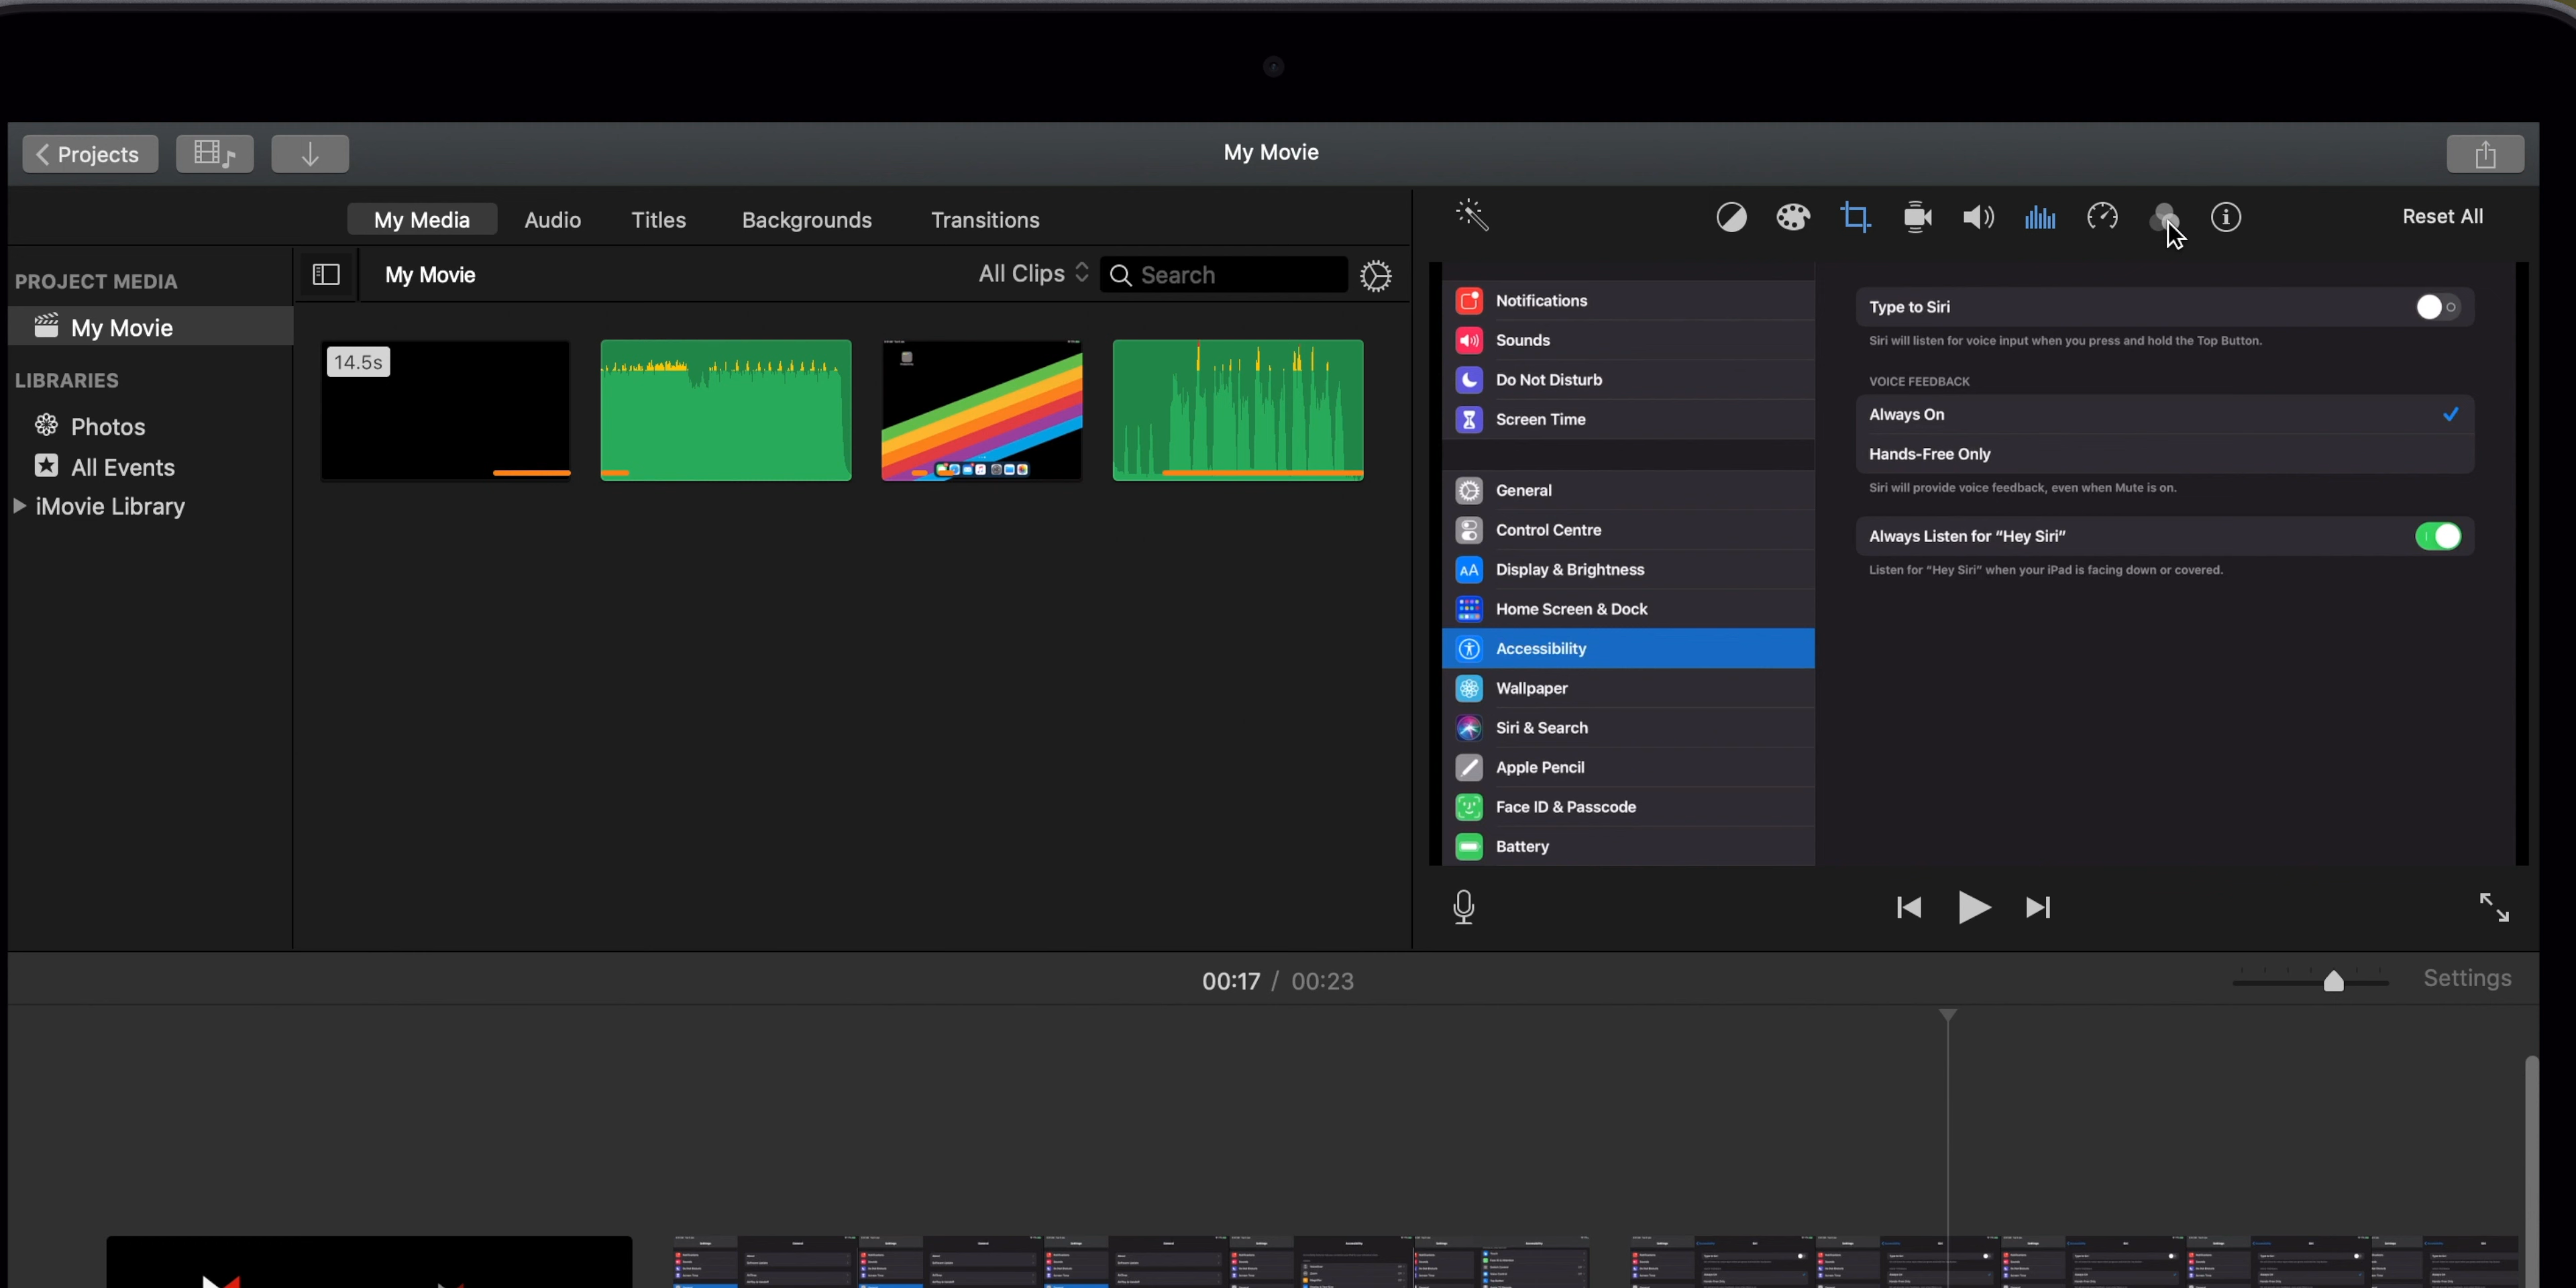 Projects
My Movie
My Media
Audio
Titles
Backgrounds
Transitions
Reset All
PROJECT MEDIA
My Movie
LIBRARIES
Photos
All Events
iMovie Library
My Movie
All Clips
Search
14.5s
Notifications
Sounds
Do Not Disturb
Screen Time
General
Control Centre
AA
Display & Brightness
Home Screen & Dock
Accessibility
Wallpaper
Siri & Search
Apple Pencil
Face ID & Passcode
Battery
Type to Siri
Siri will listen for voice input when you press and hold the Top Button.
VOICE FEEDBACK
Always On
Hands-Free Only
Siri will provide voice feedback, even when Mute is on.
Always Listen for “Hey Siri”
Listen for “Hey Siri” when your iPad is facing down or covered.
00:17 / 00:23
Settings